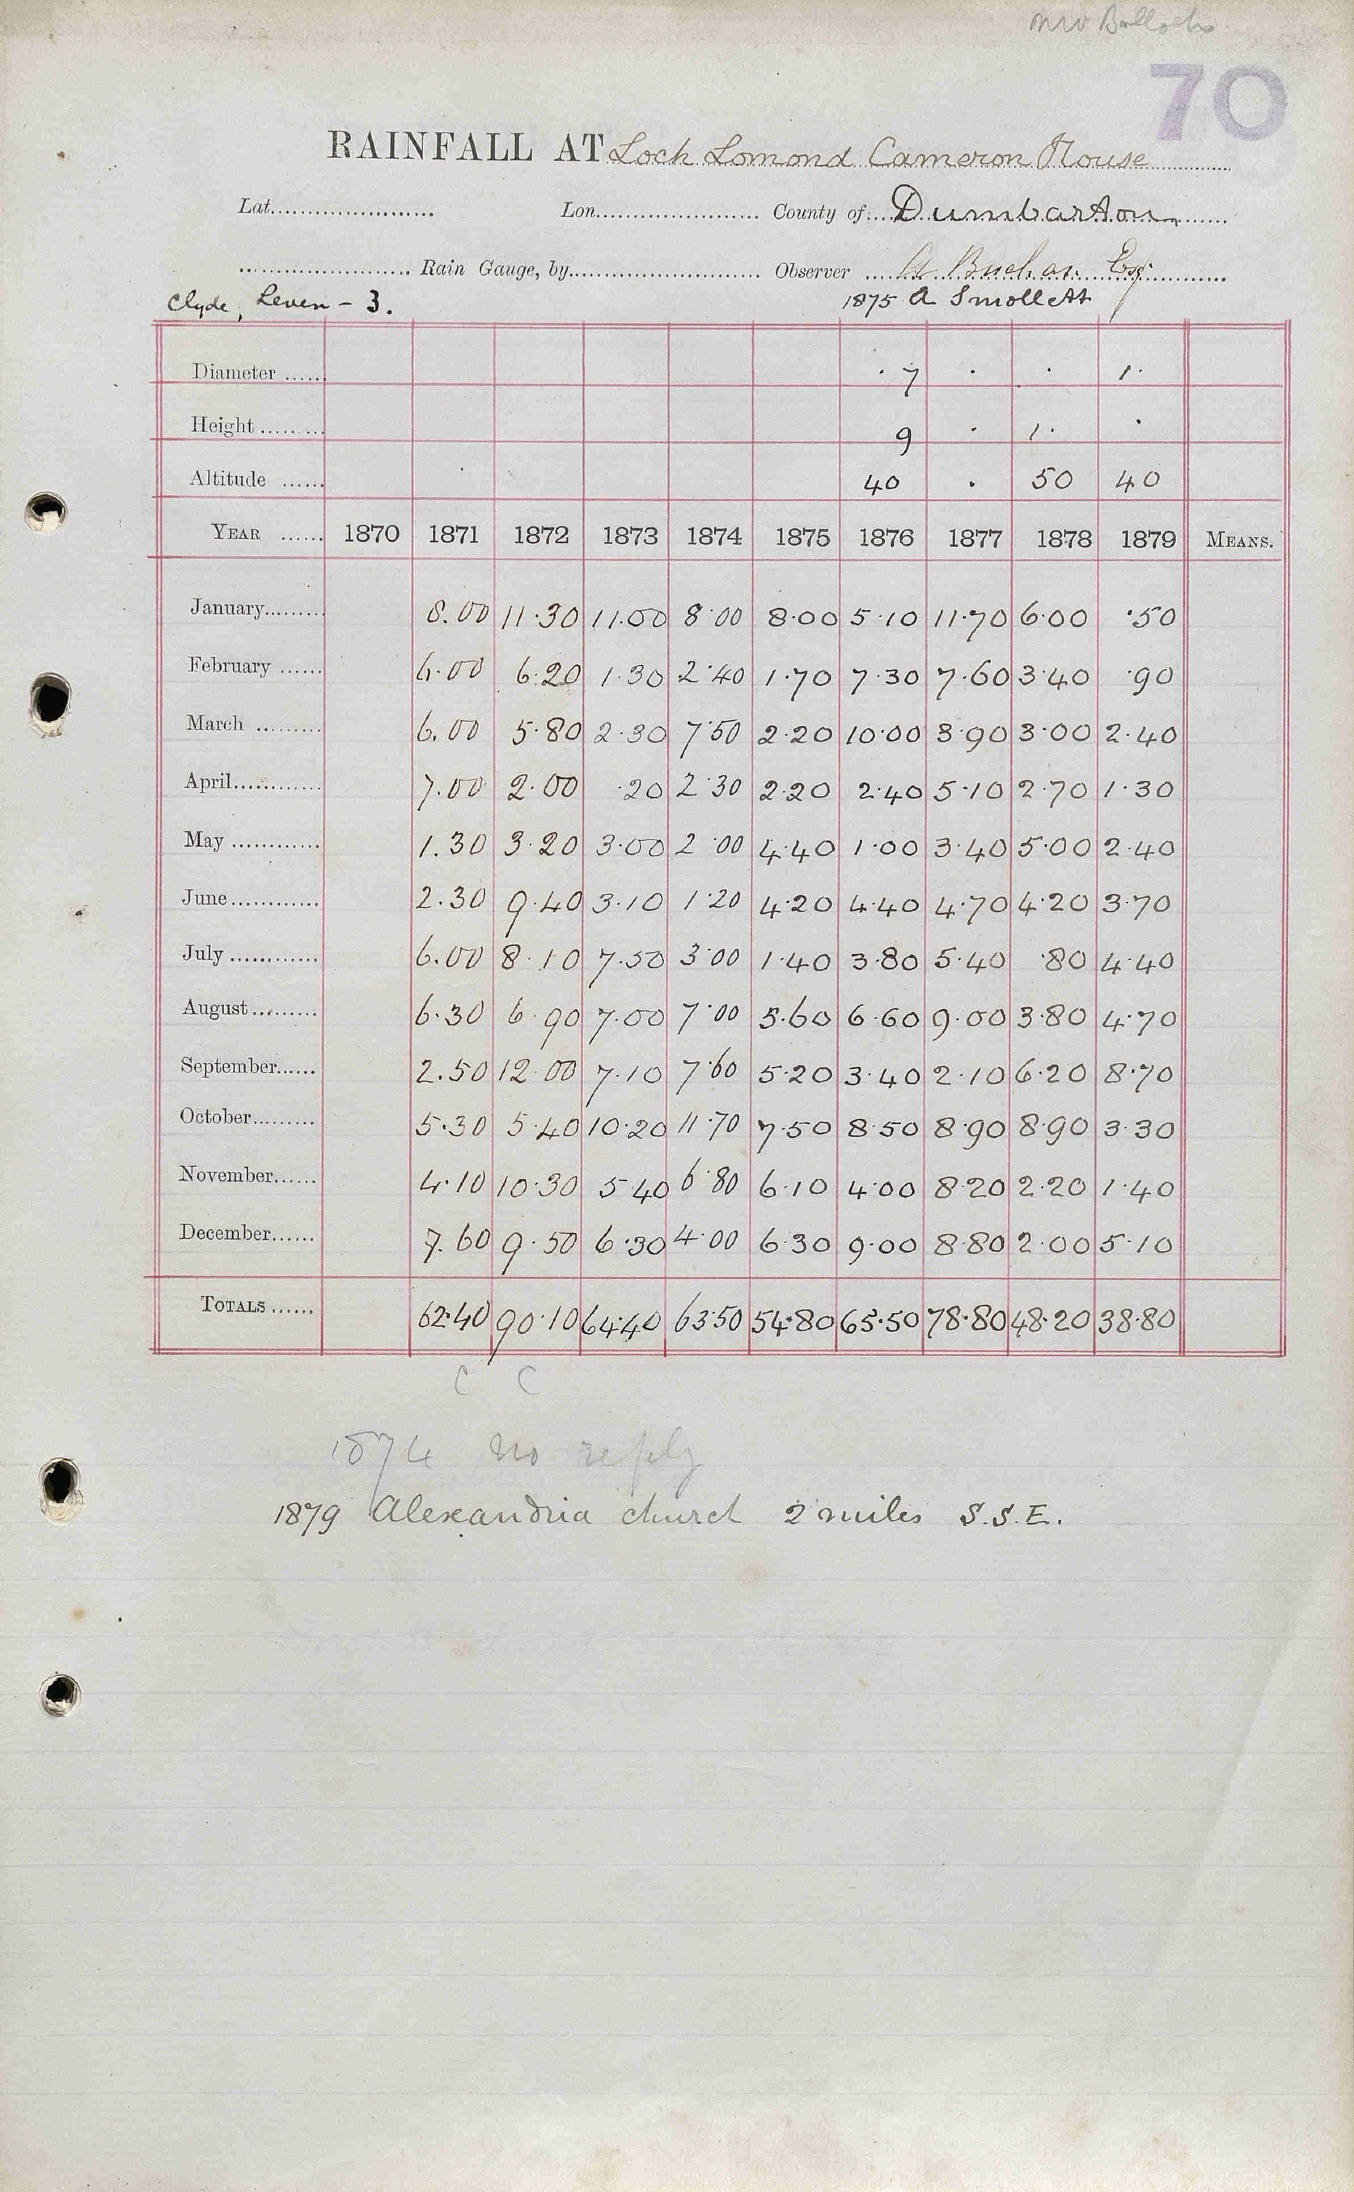 NW Balloch
70
RAINFALL AT Loch Lomond Cameron House
Lat. Lon. County of Dumbarton
Rain Gauge, by Observer A Buchan Esq
Clyde, Leven - 3. 1875 A Smollett
Diameter 7 · · 1·
Height 9 · 1· ·
Altitude 40 · 50 40
YEAR 1870 1871 1872 1873 1874 1875 1876 1877 1878 1879 MEANS.
January 8.00 11.30 11.00 8.00 8.00 5.10 11.70 6.00 .50
February 6.00 6.20 1.30 2.40 1.70 7.30 7.60 3.40 .90
March 6.00 5.80 2.30 7.50 2.20 10.00 3.90 3.00 2.40
April 7.00 2.00 .20 2.30 2.20 2.40 5.10 2.70 1.30
May 1.30 3.20 3.00 2.00 4.40 1.00 3.40 5.00 2.40
June 2.30 9.40 3.10 1.20 4.20 4.40 4.70 4.20 3.70
July 6.00 8.10 7.50 3.00 1.40 3.80 5.40 .80 4.40
August 6.30 6.90 7.00 7.00 5.60 6.60 9.00 3.80 4.70
September 2.50 12.00 7.10 7.60 5.20 3.40 2.10 6.20 8.70
October 5.30 5.40 10.20 11.70 7.50 8.50 8.90 8.90 3.30
November 4.10 10.30 5.40 6.80 6.10 4.00 8.20 2.20 1.40
December 7.60 9.50 6.30 4.00 6.30 9.00 8.80 2.00 5.10
TOTALS 62.40 90.10 64.40 63.50 54.80 65.50 78.80 48.20 38.80
C C
1874 no reply
1879 Alexandria church 2 miles S.S.E.